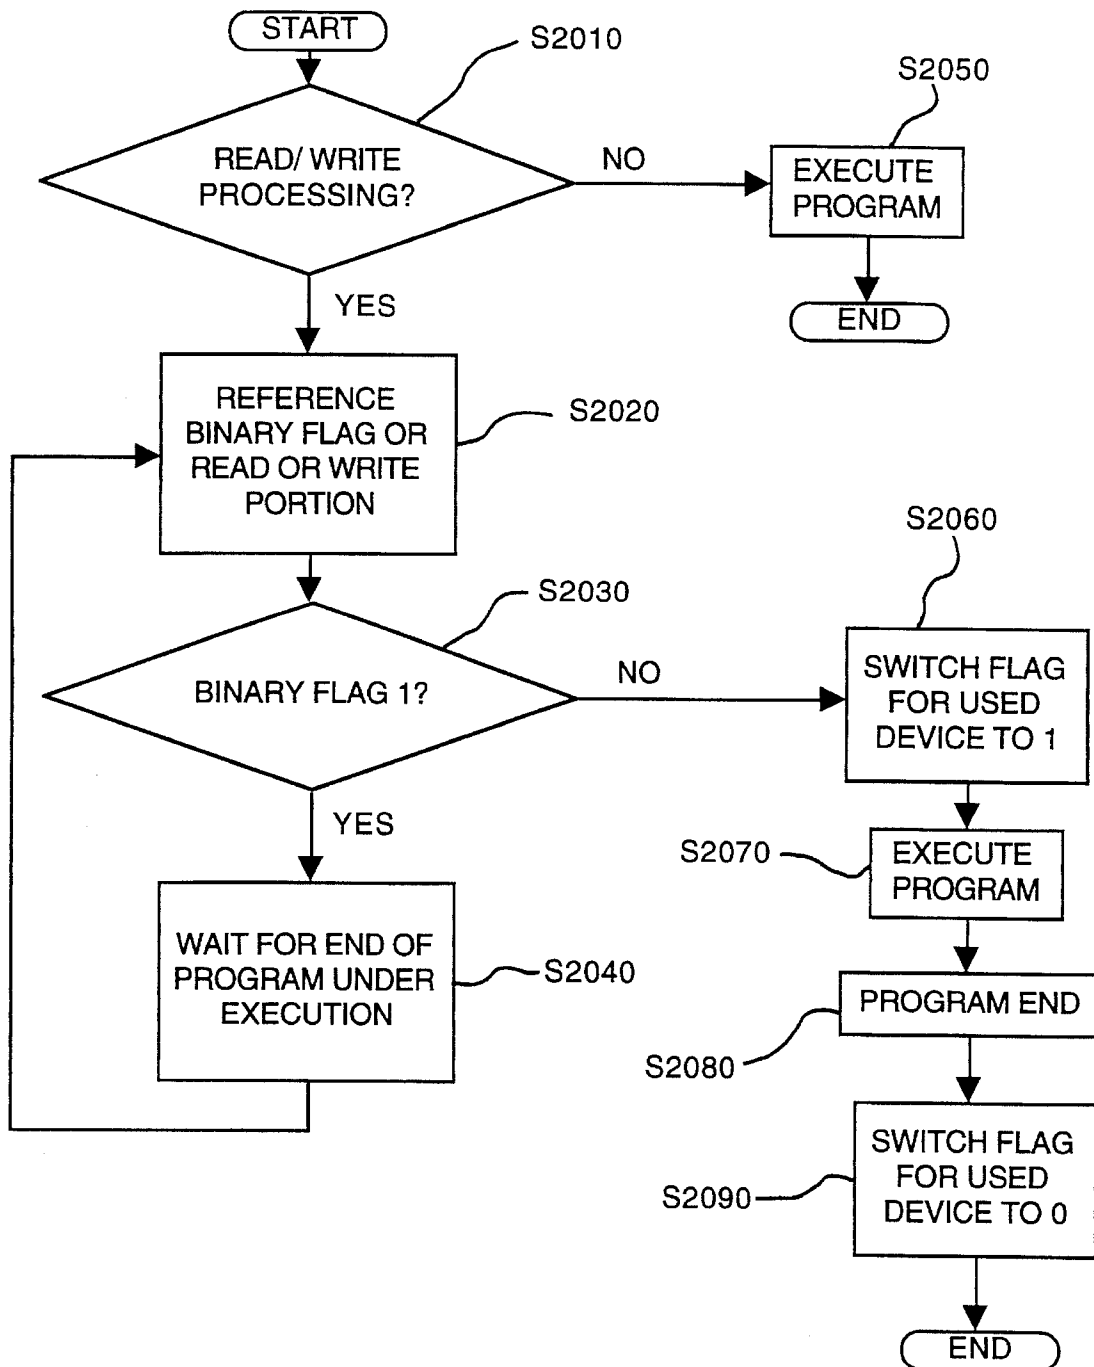 START
S2010
READ/ WRITE
PROCESSING?
NO
S2050
EXECUTE
PROGRAM
END
YES
REFERENCE
BINARY FLAG OR
READ OR WRITE
PORTION
S2020
S2030
BINARY FLAG 1?
NO
S2060
SWITCH FLAG
FOR USED
DEVICE TO 1
YES
WAIT FOR END OF
PROGRAM UNDER
EXECUTION
S2040
S2070
EXECUTE
PROGRAM
PROGRAM END
S2080
SWITCH FLAG
FOR USED
DEVICE TO 0
S2090
END